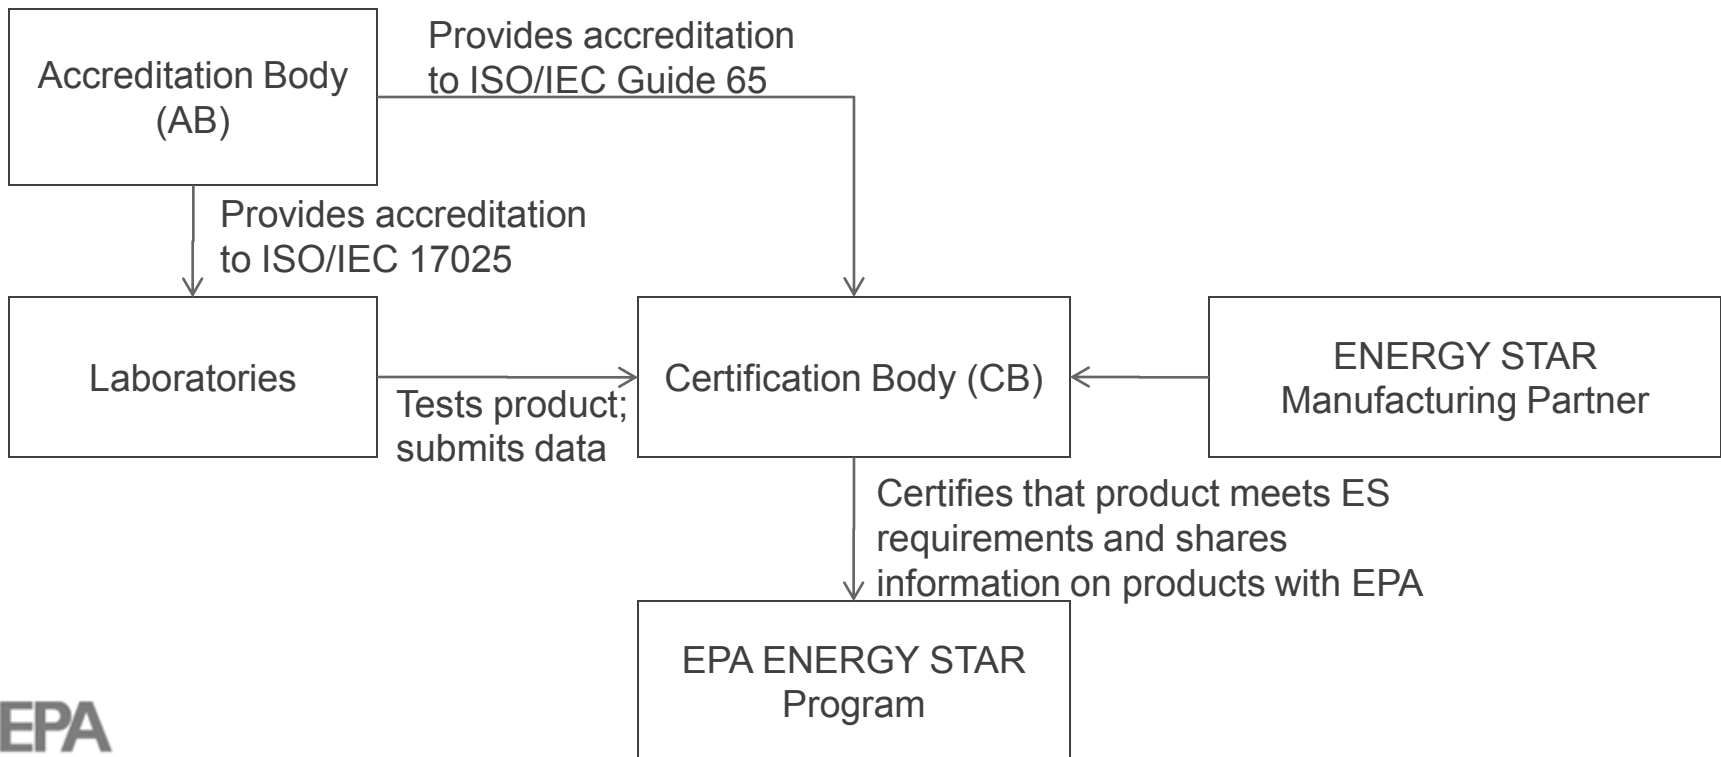 Accreditation Body
(AB)
Provides accreditation
to ISO/IEC Guide 65
Provides accreditation
to ISO/IEC 17025
Laboratories
Tests product;
submits data
Certification Body (CB)
ENERGY STAR
Manufacturing Partner
Certifies that product meets ES
requirements and shares
information on products with EPA
EPA ENERGY STAR
Program
EPA